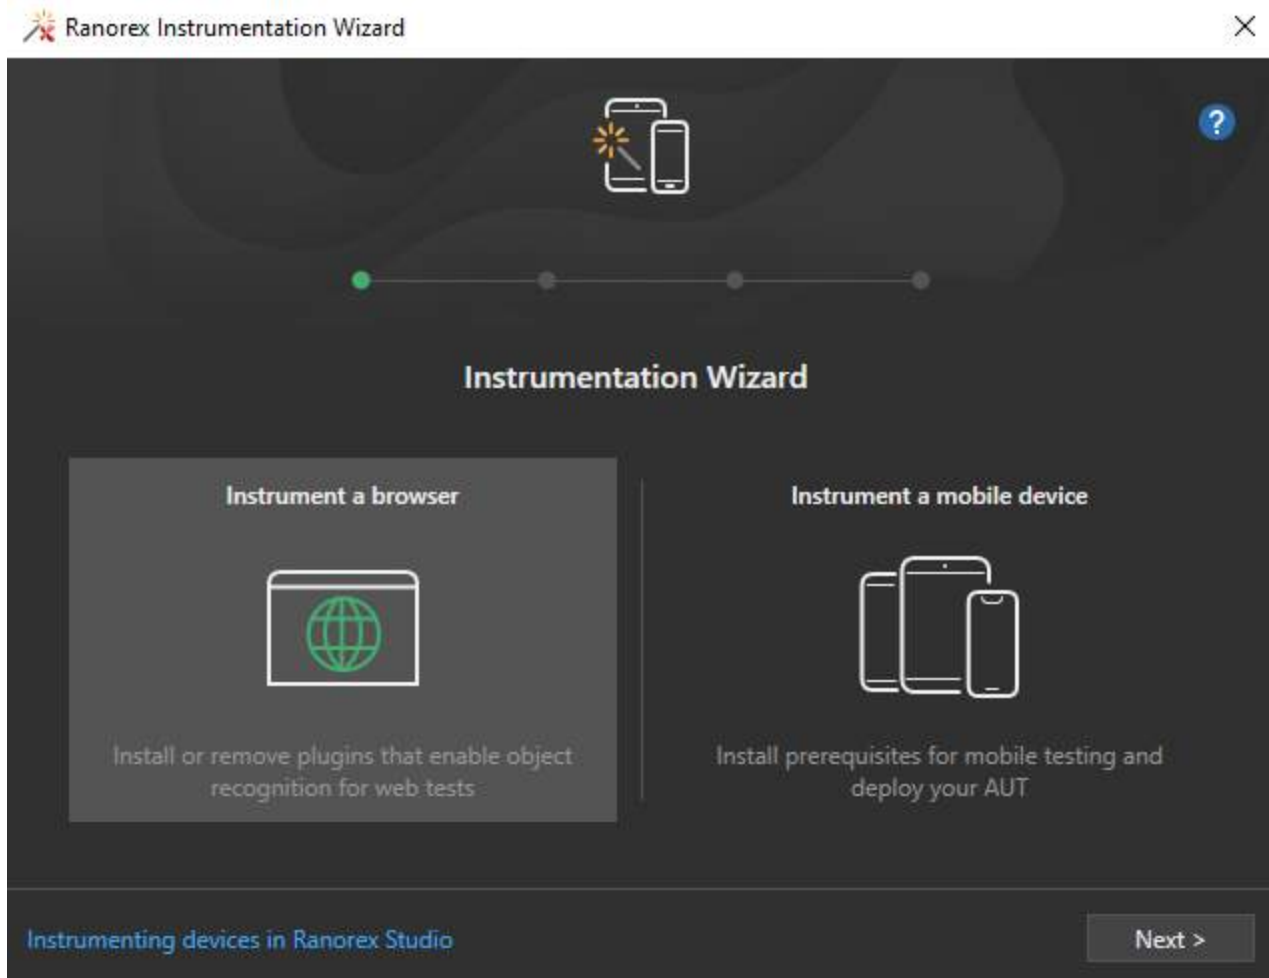 Ranorex Instrumentation Wizard
?
Instrumentation Wizard
Instrument a browser
Install or remove plugins that enable object
recognition for web tests
Instrument a mobile device
Install prerequisites for mobile testing and
deploy your AUT
Instrumenting devices in Ranorex Studio
Next >